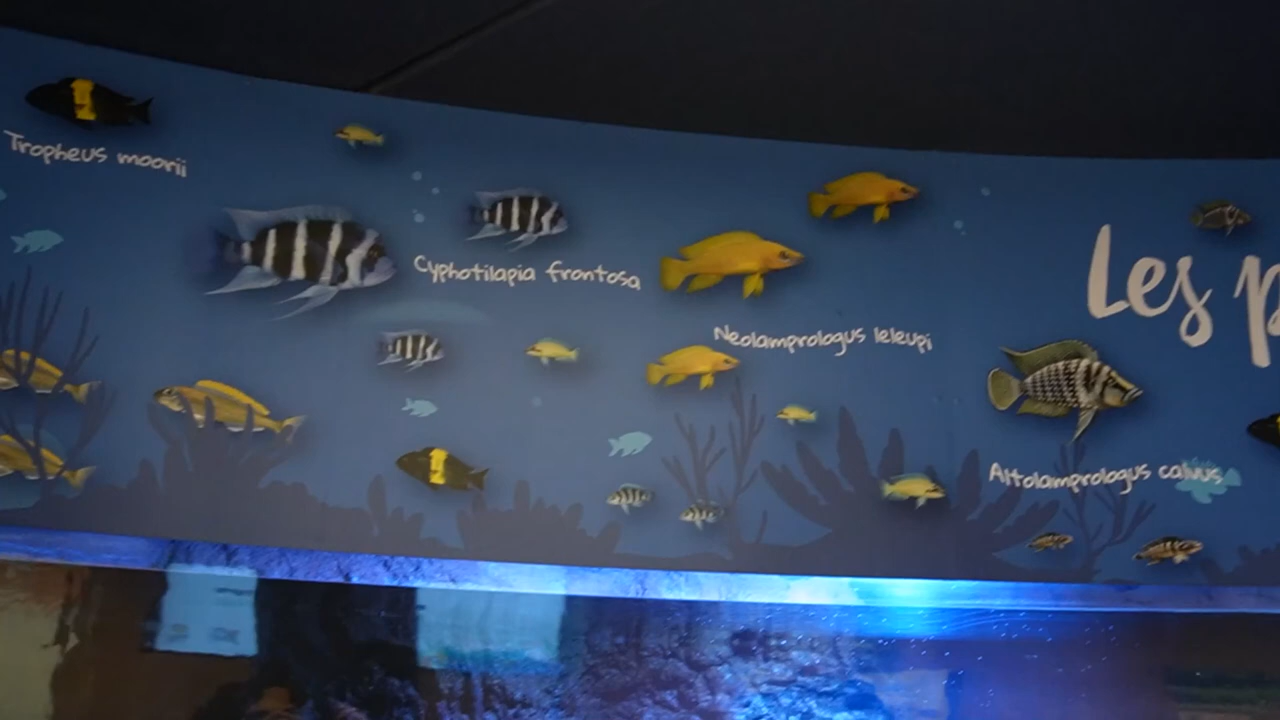 Tropheus moorii
Cyphotilapia frontosa
Neolamprologus leleupi
Les p
Altolamprologus calvus